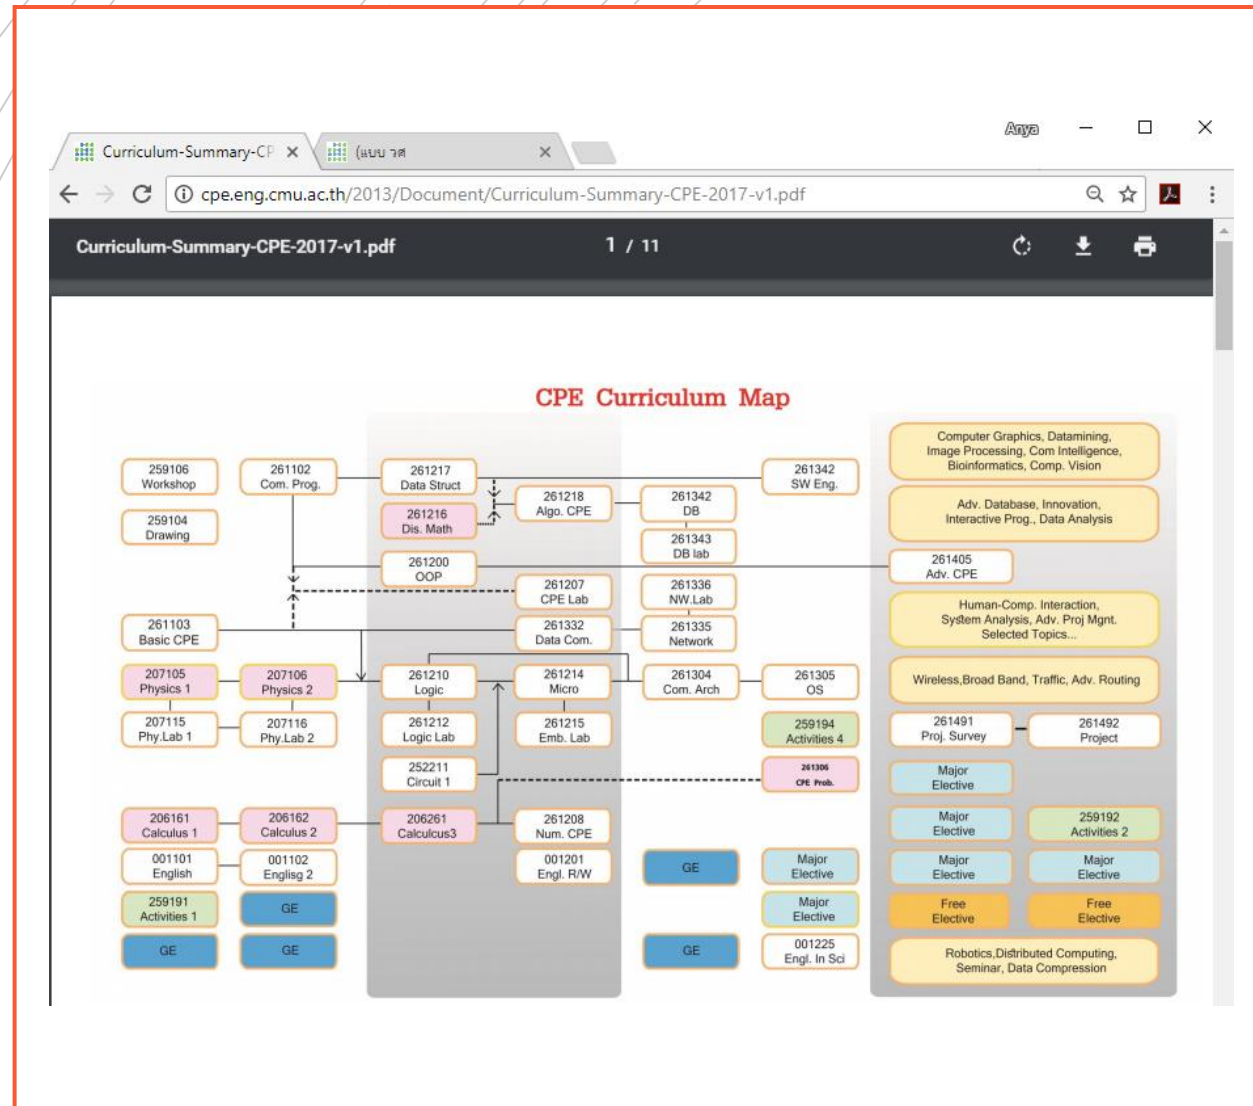 Anya
Curriculum-Summary-CP
(แบบ วศ
cpe.eng.cmu.ac.th/2013/Document/Curriculum-Summary-CPE-2017-v1.pdf
Curriculum-Summary-CPE-2017-v1.pdf
1 / 11
CPE Curriculum Map
259106
Workshop
259104
Drawing
261103
Basic CPE
207105
Physics 1
207115
Phy.Lab 1
206161
Calculus 1
001101
English
259191
Activities 1
GE
261102
Com. Prog.
207106
Physics 2
207116
Phy.Lab 2
206162
Calculus 2
001102
Englisg 2
GE
GE
261217
Data Struct
261216
Dis. Math
261200
OOP
261210
Logic
261212
Logic Lab
252211
Circuit 1
206261
Calculcus3
261218
Algo. CPE
261207
CPE Lab
261332
Data Com.
261214
Micro
261215
Emb. Lab
261208
Num. CPE
001201
Engl. R/W
261342
DB
261343
DB lab
261336
NW.Lab
261335
Network
261304
Com. Arch
GE
GE
261342
SW Eng.
261305
OS
259194
Activities 4
261306
CPE Prob.
Major
Elective
Major
Elective
001225
Engl. In Sci
Computer Graphics, Datamining,
Image Processing, Com Intelligence,
Bioinformatics, Comp. Vision
Adv. Database, Innovation,
Interactive Prog., Data Analysis
261405
Adv. CPE
Human-Comp. Interaction,
System Analysis, Adv. Proj Mgnt.
Selected Topics...
Wireless,Broad Band, Traffic, Adv. Routing
261491
Proj. Survey
261492
Project
Major
Elective
Major
Elective
259192
Activities 2
Major
Elective
Major
Elective
Free
Elective
Free
Elective
Robotics,Distributed Computing,
Seminar, Data Compression